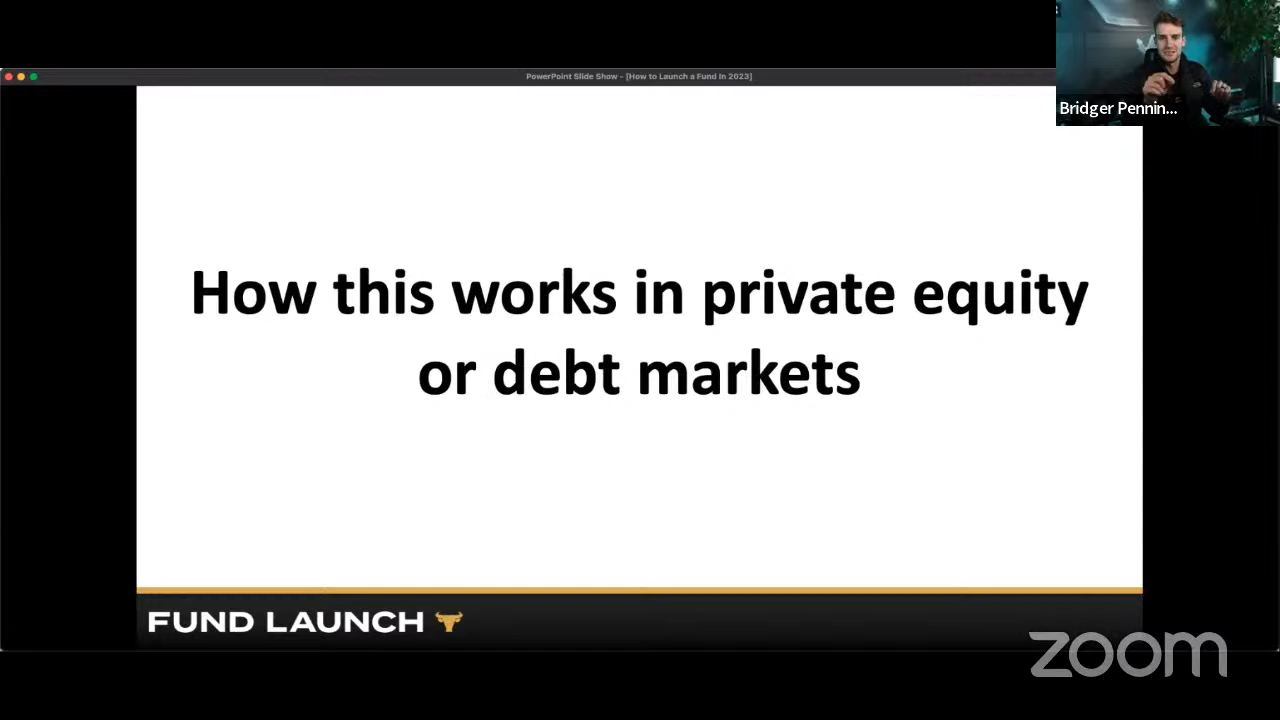 PowerPoint Slide Show - [How to Launch a Fund In 2023]
Bridger Pennin...
How this works in private equity
or debt markets
FUND LAUNCH
zoom